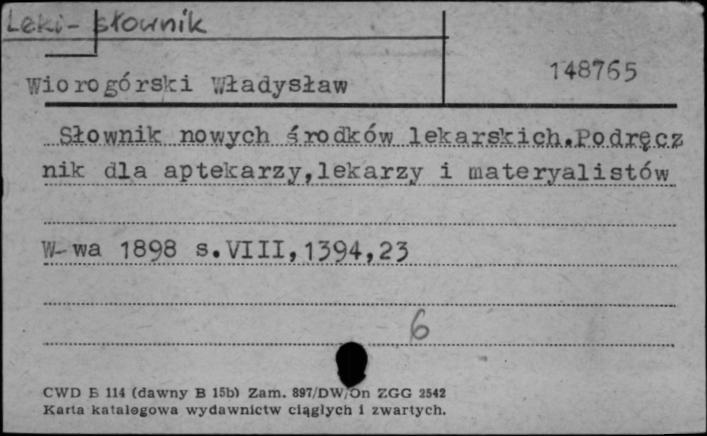 Leki - słownik
Wiorogórski Władysław
148765
Słownik nowych środków lekarskich.Podręcz
nik dla aptekarzy,lekarzy i materyalistów
W-wa 1898 s.VIII,1394,23
6
CWD B 114 (dawny B 15b) Zam. 897/DW/On ZGG 2542
Karta katalogowa wydawnictw ciągłych i zwartych.